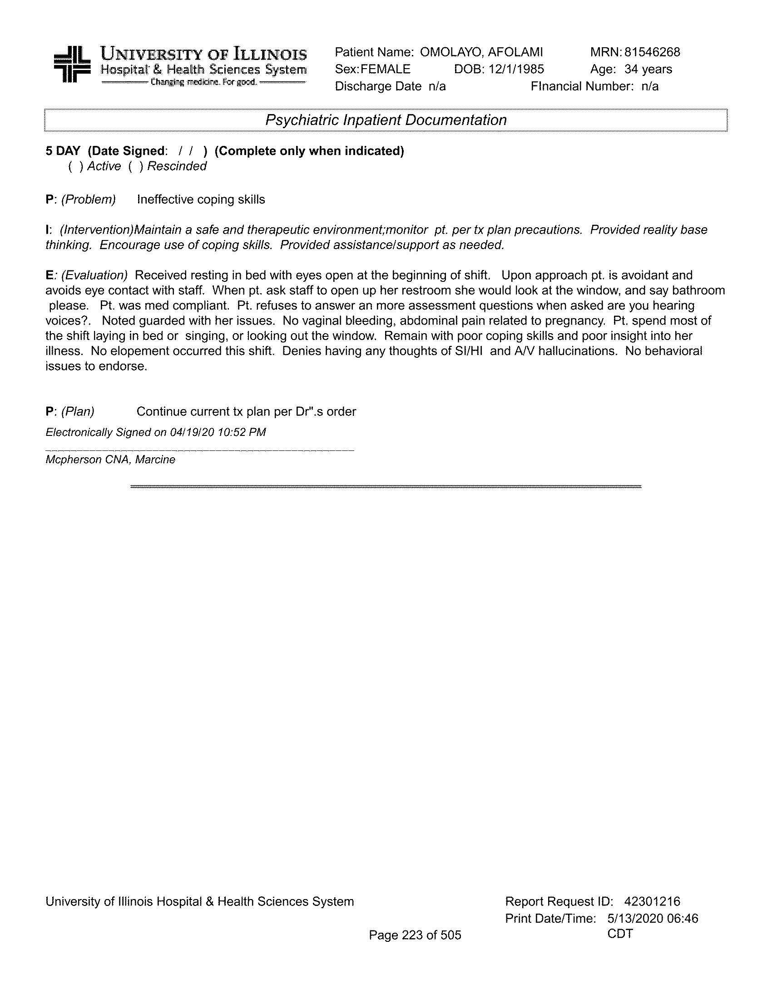 UNIVERSITY OF ILLINOIS
Hospital & Health Sciences System
Changing medicine. For good.
Patient Name: OMOLAYO, AFOLAMI MRN: 81546268
Sex: FEMALE DOB: 12/1/1985 Age: 34 years
Discharge Date n/a FInancial Number: n/a
Psychiatric Inpatient Documentation
5 DAY (Date Signed: / / ) (Complete only when indicated)
( ) Active ( ) Rescinded
P: (Problem) Ineffective coping skills
I: (Intervention)Maintain a safe and therapeutic environment;monitor pt. per tx plan precautions. Provided reality base
thinking. Encourage use of coping skills. Provided assistance/support as needed.
E: (Evaluation) Received resting in bed with eyes open at the beginning of shift. Upon approach pt. is avoidant and
avoids eye contact with staff. When pt. ask staff to open up her restroom she would look at the window, and say bathroom
please. Pt. was med compliant. Pt. refuses to answer an more assessment questions when asked are you hearing
voices?. Noted guarded with her issues. No vaginal bleeding, abdominal pain related to pregnancy. Pt. spend most of
the shift laying in bed or singing, or looking out the window. Remain with poor coping skills and poor insight into her
illness. No elopement occurred this shift. Denies having any thoughts of SI/HI and A/V hallucinations. No behavioral
issues to endorse.
P: (Plan) Continue current tx plan per Dr".s order
Electronically Signed on 04/19/20 10:52 PM
Mcpherson CNA, Marcine
University of Illinois Hospital & Health Sciences System Report Request ID: 42301216
Print Date/Time: 5/13/2020 06:46
Page 223 of 505 CDT